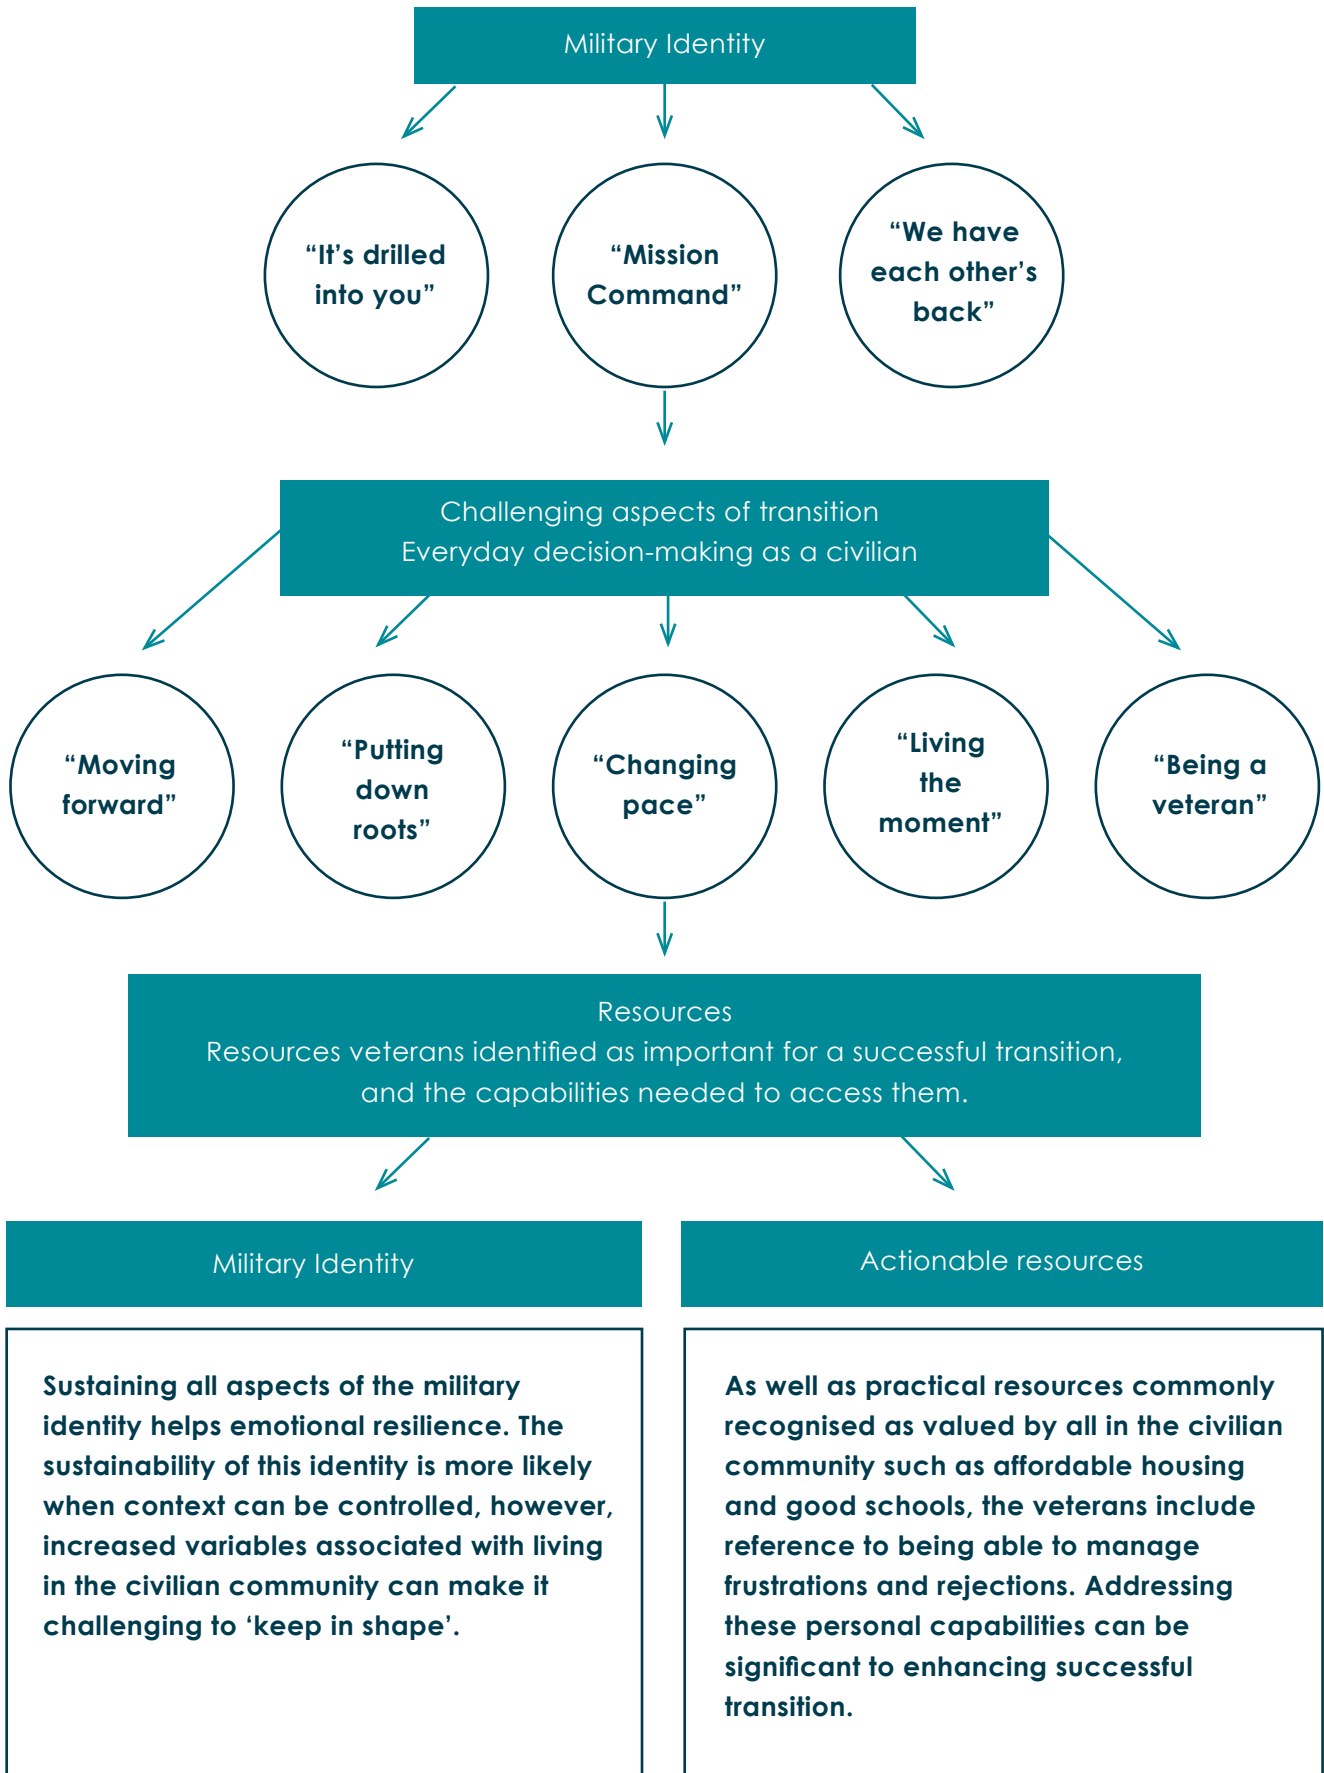 Military Identity
“It’s drilled
into you”
“Mission
Command”
“We have
each other’s
back”
Challenging aspects of transition
Everyday decision-making as a civilian
“Moving
forward”
“Putting
down
roots”
“Changing
pace”
“Living
the
moment”
“Being a
veteran”
Resources
Resources veterans identified as important for a successful transition,
and the capabilities needed to access them.
Military Identity
Sustaining all aspects of the military
identity helps emotional resilience. The
sustainability of this identity is more likely
when context can be controlled, however,
increased variables associated with living
in the civilian community can make it
challenging to ‘keep in shape’.
Actionable resources
As well as practical resources commonly
recognised as valued by all in the civilian
community such as affordable housing
and good schools, the veterans include
reference to being able to manage
frustrations and rejections. Addressing
these personal capabilities can be
significant to enhancing successful
transition.